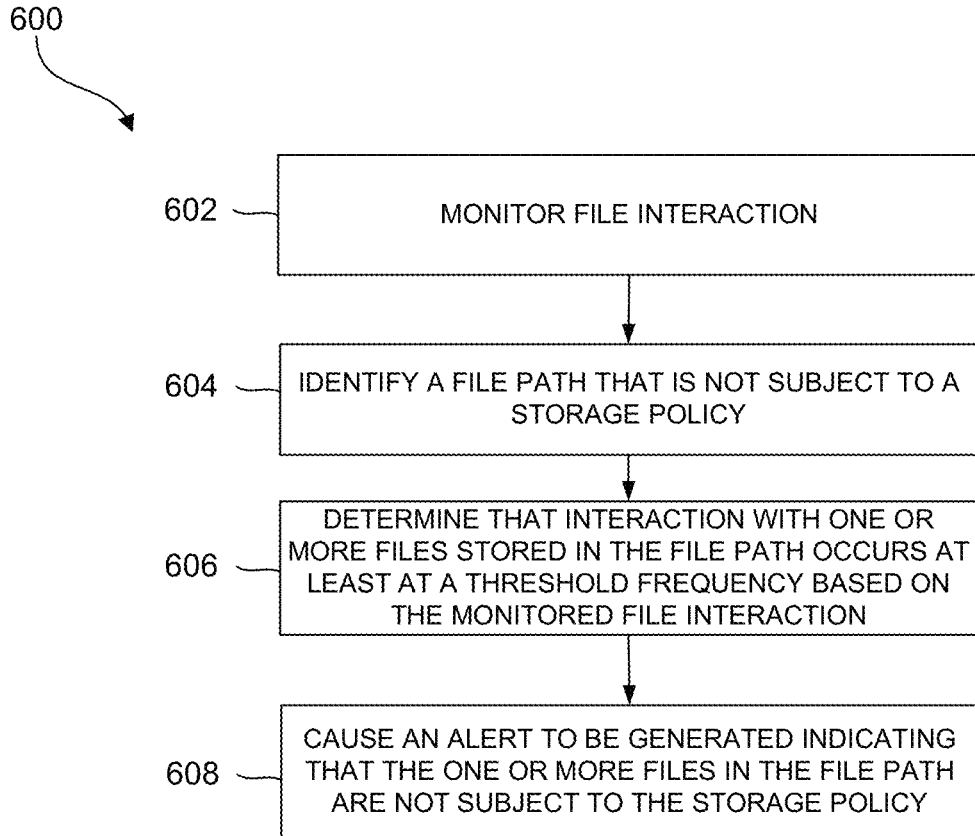 600
602
MONITOR FILE INTERACTION
604
IDENTIFY A FILE PATH THAT IS NOT SUBJECT TO A
STORAGE POLICY
606
DETERMINE THAT INTERACTION WITH ONE OR
MORE FILES STORED IN THE FILE PATH OCCURS AT
LEAST AT A THRESHOLD FREQUENCY BASED ON
THE MONITORED FILE INTERACTION
608
CAUSE AN ALERT TO BE GENERATED INDICATING
THAT THE ONE OR MORE FILES IN THE FILE PATH
ARE NOT SUBJECT TO THE STORAGE POLICY